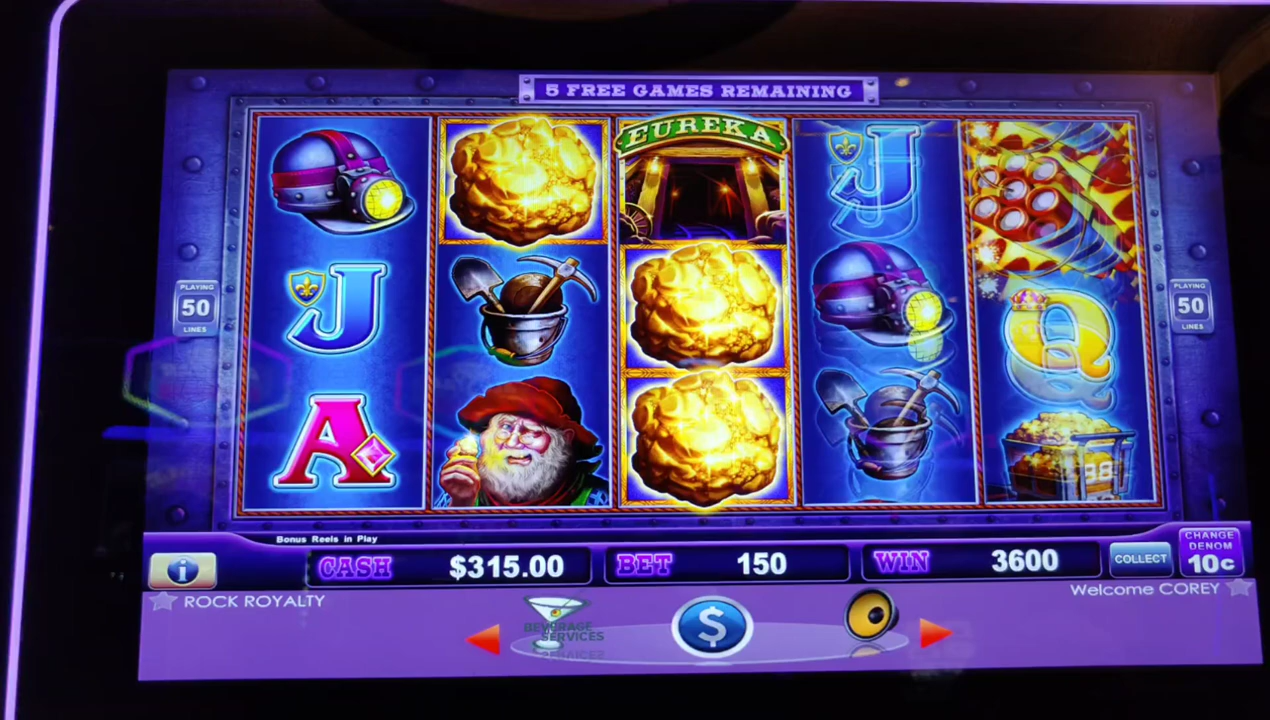 5 FREE GAMES REMAINING
EUREKA
J
J
PLAYING
50
LINES
PLAYING
50
LINES
Q
A
Bonus Reels in Play
CASH $315.00 BET 150 WIN 3600 COLLECT
CHANGE
DENOM
10¢
ROCK ROYALTY
Welcome COREY
BEVERAGE
SERVICES
$